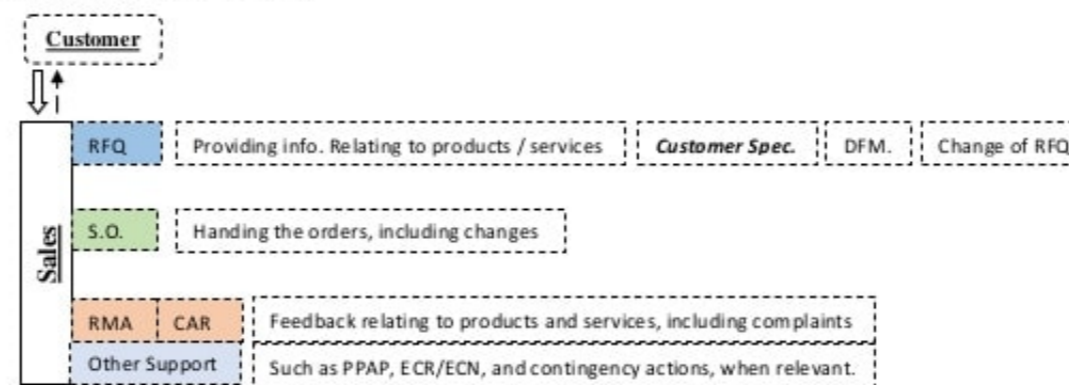 Customer
RFQ Providing info. Relating to products / services Customer Spec. DFM. Change of RFQ
Sales
S.O. Handing the orders, including changes
RMA CAR Feedback relating to products and services, including complaints
Other Support Such as PPAP, ECR/ECN, and contingency actions, when relevant.